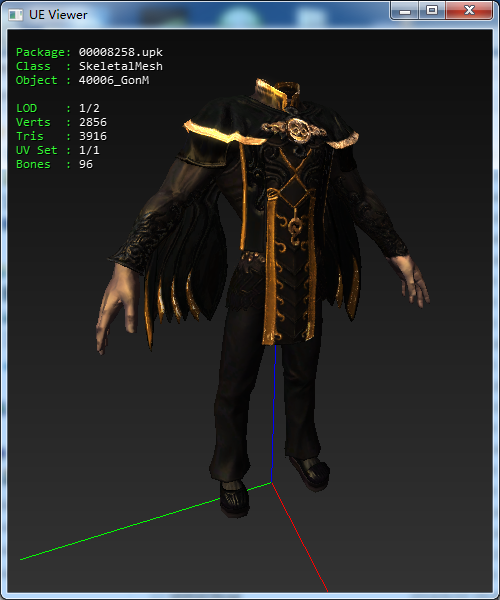 UE Viewer
Package: 00008258.upk
Class : SkeletalMesh
Object : 40006_GonM
LOD : 1/2
Verts : 2856
Tris : 3916
UV Set : 1/1
Bones : 96